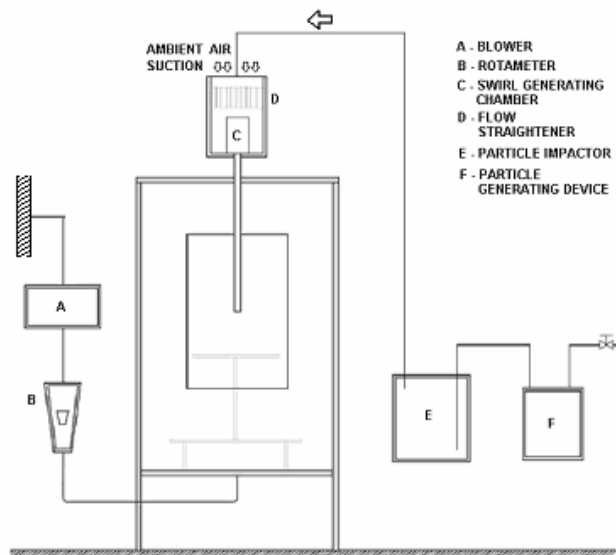 AMBIENT AIR
SUCTION
D
C
A - BLOWER
B - ROTAMETER
C - SWIRL GENERATING
CHAMBER
D - FLOW
STRAIGHTENER
E - PARTICLE IMPACTOR
F - PARTICLE
GENERATING DEVICE
A
B
E
F